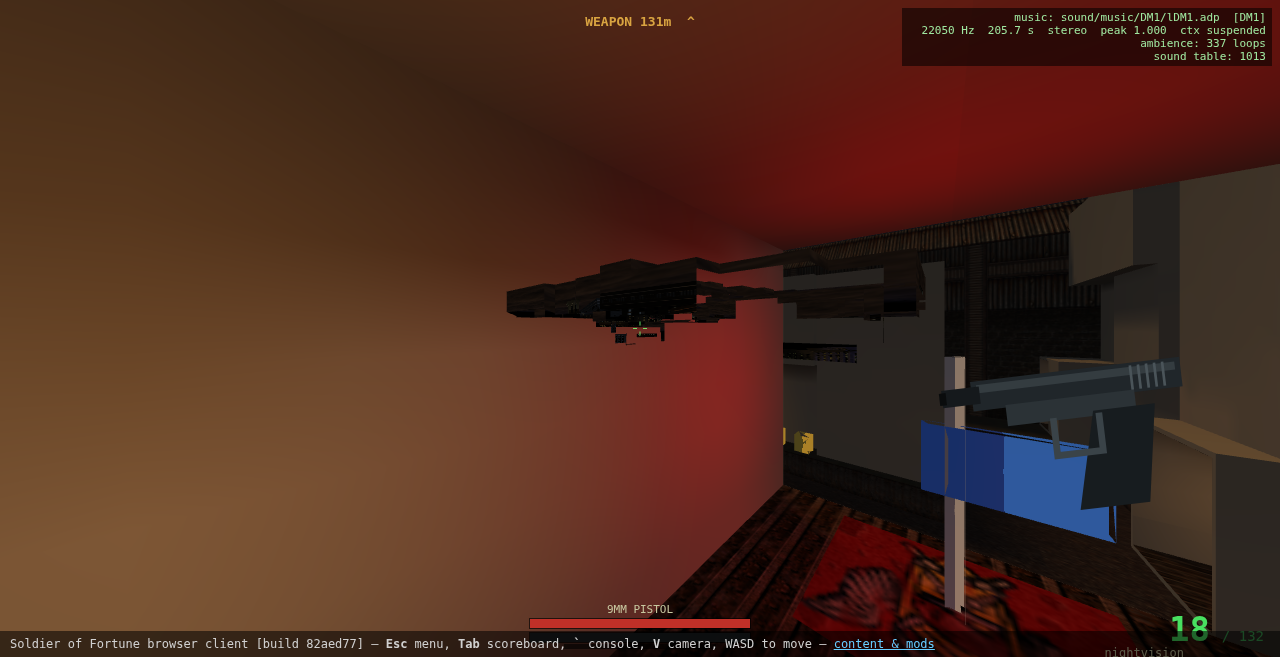 WEAPON 131m ^
music: sound/music/DM1/lDM1.adp [DM1]
22050 Hz 205.7 s stereo peak 1.000 ctx suspended
ambience: 337 loops
sound table: 1013
9MM PISTOL
18 / 132
Soldier of Fortune browser client [build 82aed77] — Esc menu, Tab scoreboard, ` console, V camera, WASD to move — content & mods
nightvision